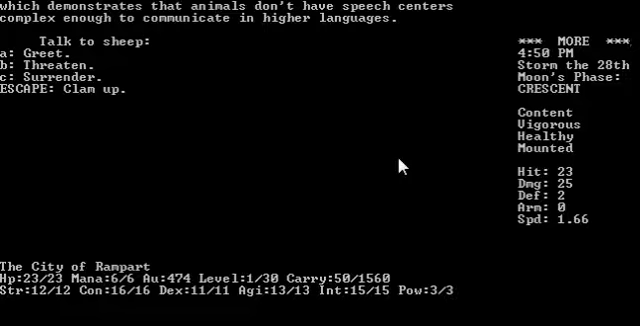 which demonstrates that animals don't have speech centers
complex enough to communicate in higher languages.
Talk to sheep:
a: Greet.
b: Threaten.
c: Surrender.
ESCAPE: Clam up.
*** MORE ***
4:50 PM
Storm the 28th
Moon's Phase:
CRESCENT
Content
Vigorous
Healthy
Mounted
Hit: 23
Dmg: 25
Def: 2
Arm: 0
Spd: 1.66
The City of Rampart
Hp:23/23 Mana:6/6 Au:474 Level:1/30 Carry:50/1560
Str:12/12 Con:16/16 Dex:11/11 Agi:13/13 Int:15/15 Pow:3/3